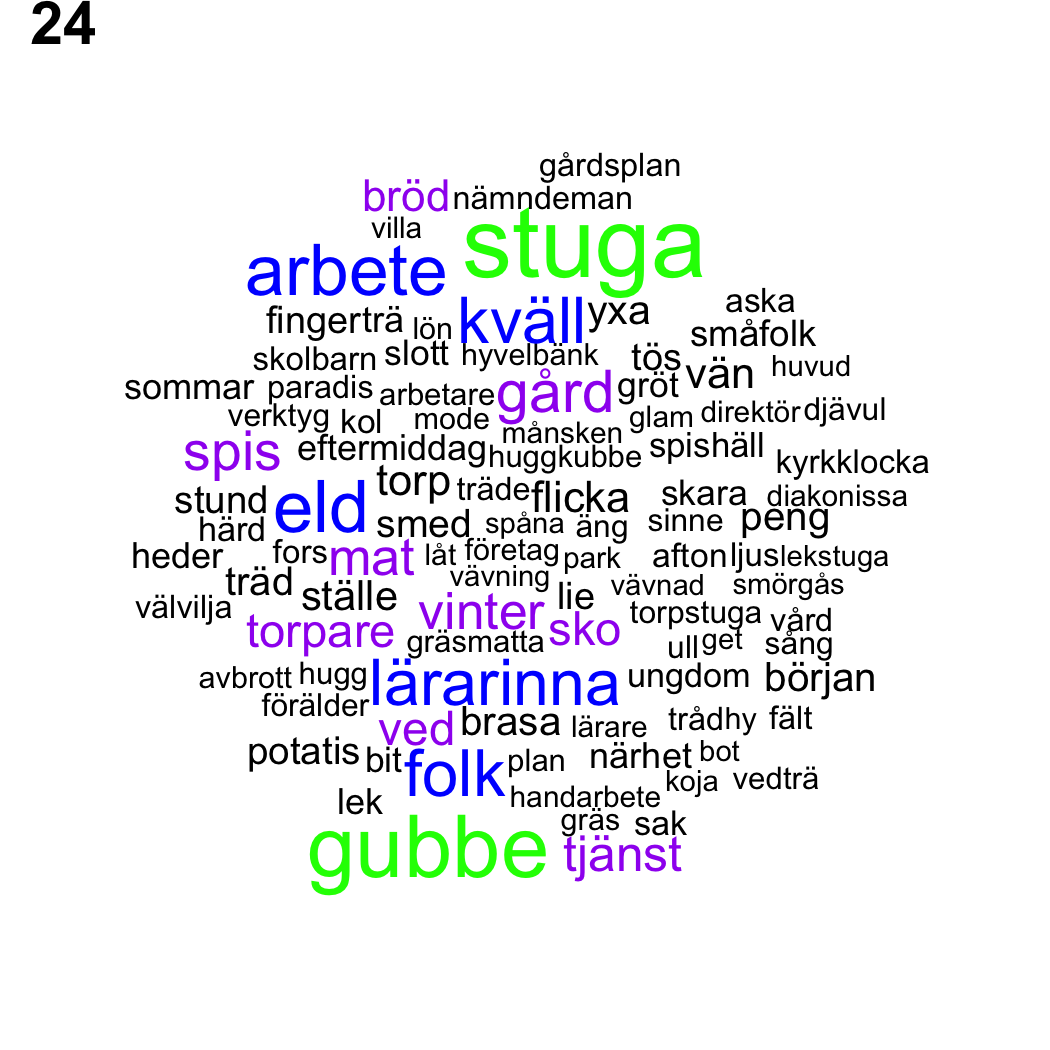 24
gårdsplan
bröd nämndeman
villa stuga
arbete
kväll yxa aska
fingerträ lön småfolk
skolbarn slott hyvelbänk tös vän huvud
sommar paradis arbetare gård gröt
verktyg kol mode glam direktör djävul
månsken
spis eftermiddag huggkubbe spishäll kyrkklocka
torp träde flicka skara diakonissa
stund eld
härd smed spåna äng sinne peng
heder fors mat låt företag park afton ljus lekstuga
träd vävning vävnad smörgås
välvilja ställe vinter lie torpstuga vård
torpare gräsmatta sko ull get sång
avbrott hugg lärarinna ungdom början
förälder
ved brasa lärare trådhy fält
potatis bit folk plan närhet bot
koja vedträ
lek handarbete
gräs sak
gubbe tjänst